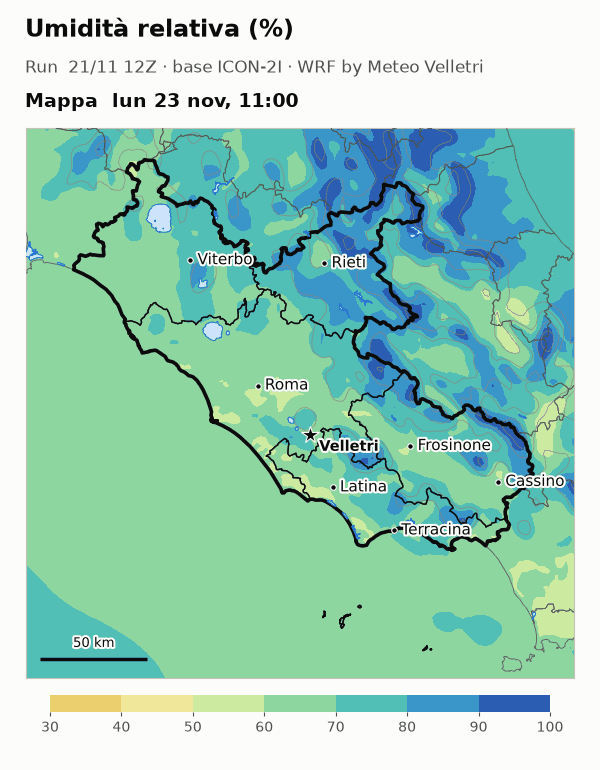 Umidità relativa (%)
Run  21/11 12Z · base ICON-2I · WRF by Meteo Velletri
Mappa  lun 23 nov, 11:00
Viterbo
Rieti
Roma
Velletri
Frosinone
Latina
Cassino
Terracina
50 km
30 40 50 60 70 80 90 100